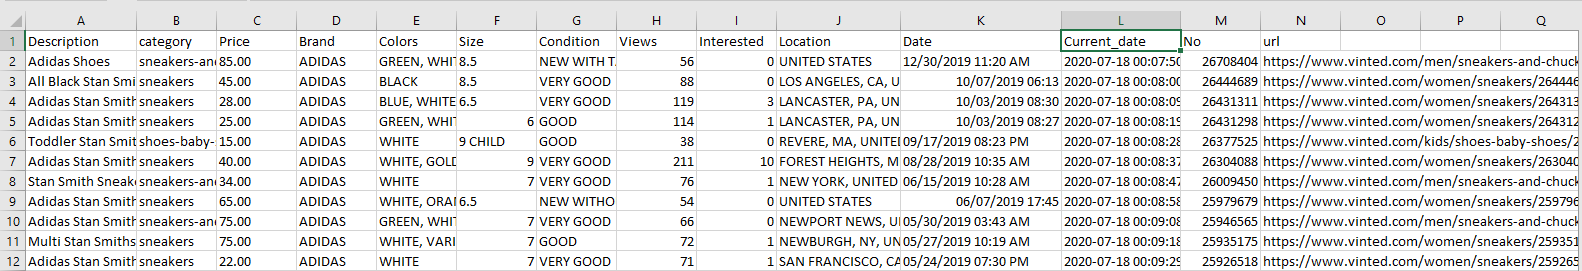 A B C D E F G H I J K L M N O P Q
1 Description category Price Brand Colors Size Condition Views Interested Location Date Current_date No url
2 Adidas Shoes sneakers-an 85.00 ADIDAS GREEN, WHI 8.5 NEW WITH T. 56 0 UNITED STATES 12/30/2019 11:20 AM 2020-07-18 00:07:50 26708404 https://www.vinted.com/men/sneakers-and-chuck
3 All Black Stan Smi sneakers 45.00 ADIDAS BLACK 8.5 VERY GOOD 88 0 LOS ANGELES, CA, U 10/07/2019 06:13 2020-07-18 00:08:00 26444689 https://www.vinted.com/women/sneakers/264446
4 Adidas Stan Smith sneakers 28.00 ADIDAS BLUE, WHITE 6.5 VERY GOOD 119 3 LANCASTER, PA, UN 10/03/2019 08:30 2020-07-18 00:08:09 26431311 https://www.vinted.com/women/sneakers/264313
5 Adidas Stan Smith sneakers 25.00 ADIDAS GREEN, WHI 6 GOOD 114 1 LANCASTER, PA, UN 10/03/2019 08:27 2020-07-18 00:08:19 26431298 https://www.vinted.com/women/sneakers/264312
6 Toddler Stan Smit shoes-baby- 15.00 ADIDAS WHITE 9 CHILD GOOD 38 0 REVERE, MA, UNITE 09/17/2019 08:23 PM 2020-07-18 00:08:28 26377525 https://www.vinted.com/kids/shoes-baby-shoes/2
7 Adidas Stan Smith sneakers 40.00 ADIDAS WHITE, GOLD 9 VERY GOOD 211 10 FOREST HEIGHTS, M 08/28/2019 10:35 AM 2020-07-18 00:08:37 26304088 https://www.vinted.com/women/sneakers/263040
8 Stan Smith Sneak sneakers-an 34.00 ADIDAS WHITE 7 VERY GOOD 76 1 NEW YORK, UNITED 06/15/2019 10:28 AM 2020-07-18 00:08:47 26009450 https://www.vinted.com/men/sneakers-and-chuck
9 Adidas Stan Smith sneakers 65.00 ADIDAS WHITE, ORA 6.5 NEW WITHO 54 0 UNITED STATES 06/07/2019 17:45 2020-07-18 00:08:58 25979679 https://www.vinted.com/women/sneakers/259796
10 Adidas Stan Smith sneakers-an 75.00 ADIDAS GREEN, WHI 7 VERY GOOD 66 0 NEWPORT NEWS, U 05/30/2019 03:43 AM 2020-07-18 00:09:08 25946565 https://www.vinted.com/men/sneakers-and-chuck
11 Multi Stan Smiths sneakers 75.00 ADIDAS WHITE, VARI 7 GOOD 72 1 NEWBURGH, NY, UN 05/27/2019 10:19 AM 2020-07-18 00:09:18 25935175 https://www.vinted.com/women/sneakers/259351
12 Adidas Stan Smith sneakers 22.00 ADIDAS WHITE 7 VERY GOOD 71 1 SAN FRANCISCO, CA 05/24/2019 07:30 PM 2020-07-18 00:09:29 25926518 https://www.vinted.com/women/sneakers/259265